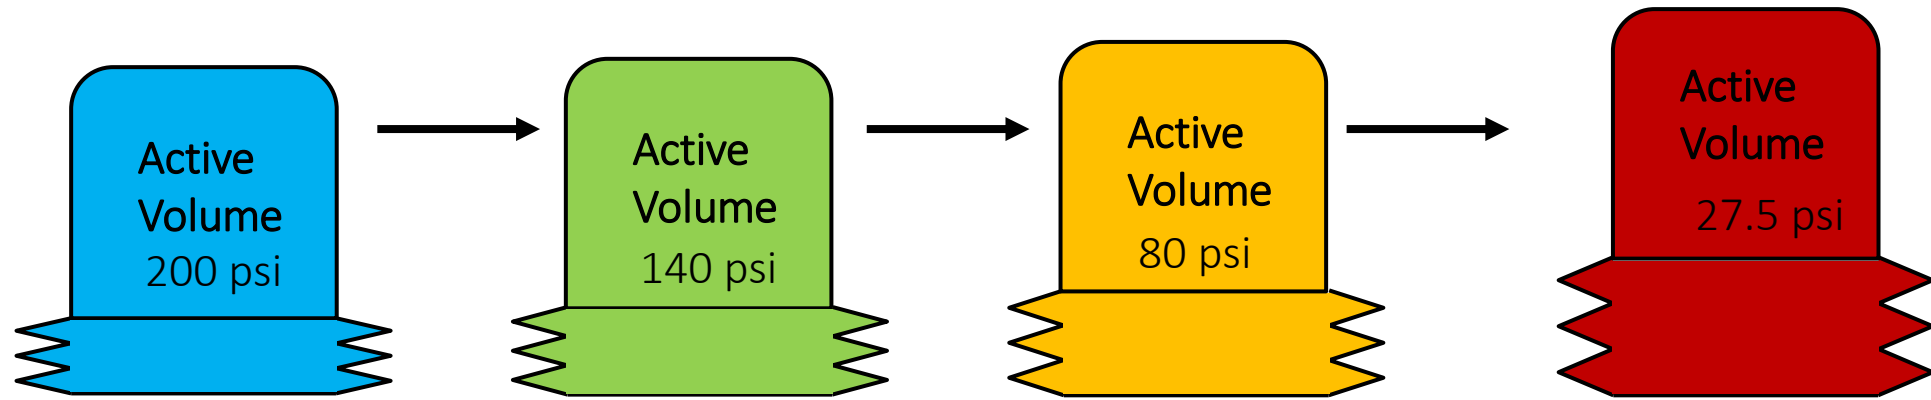 Active
Volume
200 psi
Active
Volume
140 psi
Active
Volume
80 psi
Active
Volume
27.5 psi